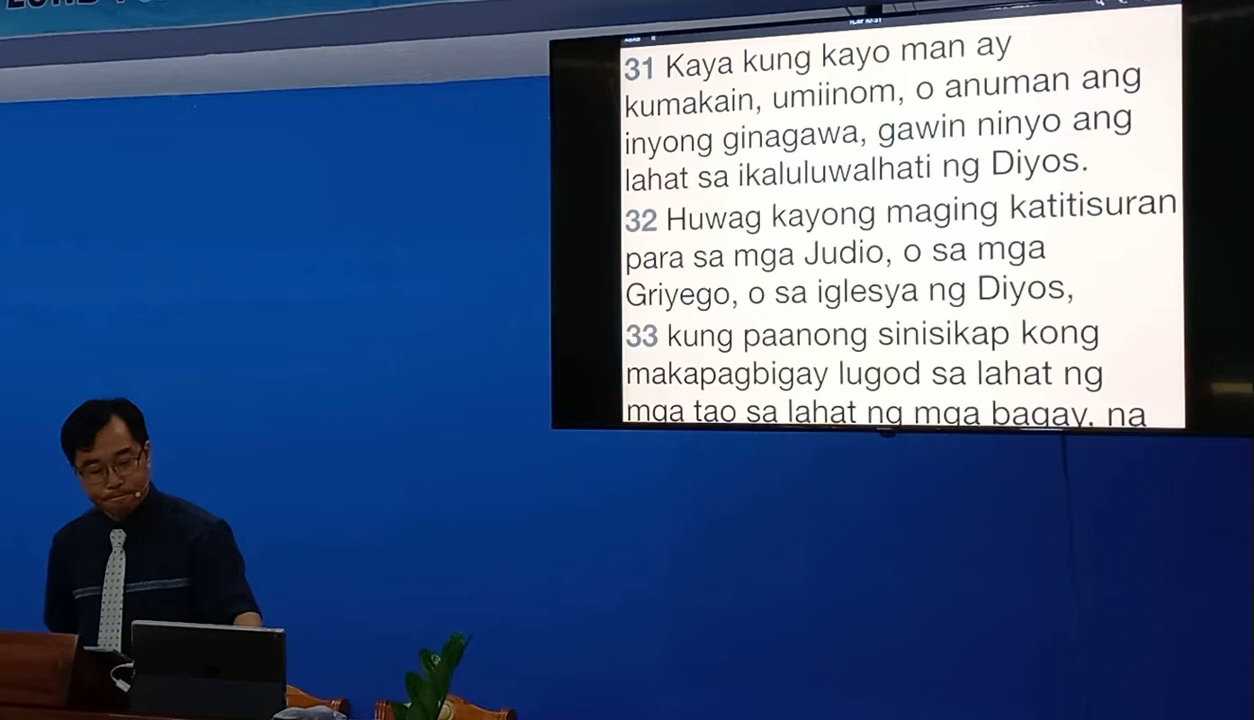 31 Kaya kung kayo man ay
kumakain, umiinom, o anuman ang
inyong ginagawa, gawin ninyo ang
lahat sa ikaluluwalhati ng Diyos.
32 Huwag kayong maging katitisuran
para sa mga Judio, o sa mga
Griyego, o sa iglesya ng Diyos,
33 kung paanong sinisikap kong
makapagbigay lugod sa lahat ng
mga tao sa lahat ng mga bagay, na